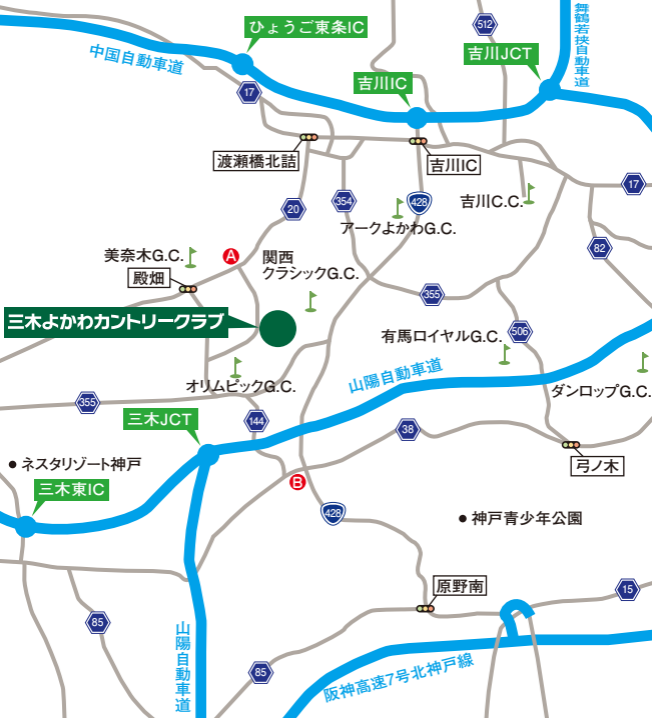 ひょうご東条IC
舞鶴若狭自動車道
512
中国自動車道
吉川JCT
吉川IC
17
渡瀬橋北詰
吉川IC
17
354
428
吉川C.C.
20
アークよかわG.C.
82
美奈木G.C.
A
関西
クラシックG.C.
殿畑
355
三木よかわカントリークラブ
506
有馬ロイヤルG.C.
山陽自動車道
オリムピックG.C.
ダンロップG.C.
355
三木JCT
144
38
ネスタリゾート神戸
弓ノ木
三木東IC
B
428
神戸青少年公園
原野南
15
85
山陽自動車道
85
阪神高速7号北神戸線